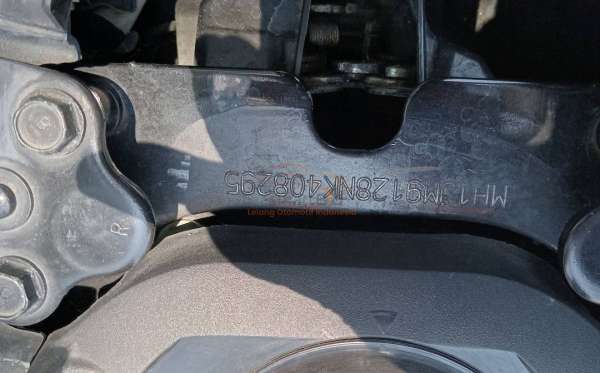 MH1JM9128NK408295
Lelang Otomotif Indonesia
R